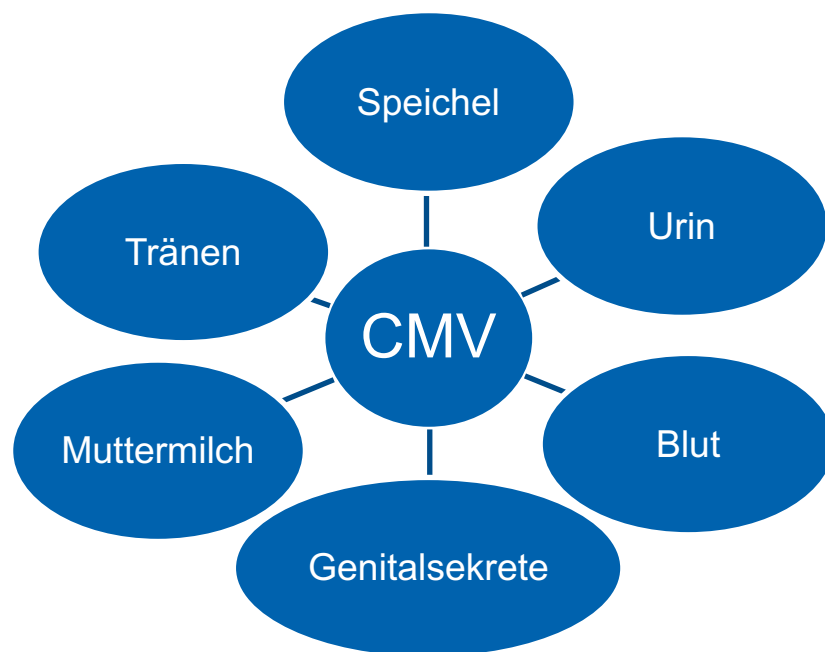 Speichel
Urin
Tränen
CMV
Muttermilch
Blut
Genitalsekrete